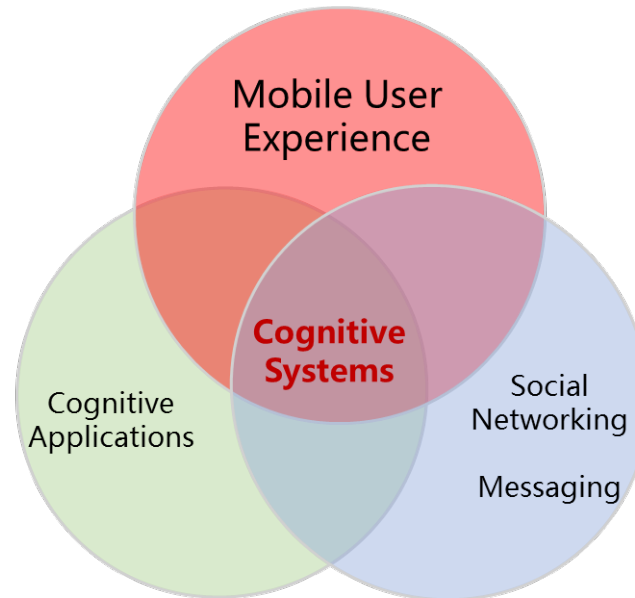 Mobile User
Experience
Cognitive
Systems
Cognitive
Applications
Social
Networking
Messaging